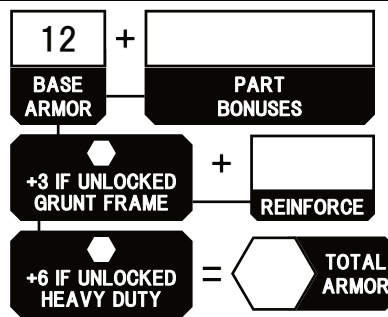 12 +
BASE
ARMOR
PART
BONUSES
+3 IF UNLOCKED
GRUNT FRAME
+
REINFORCE
+6 IF UNLOCKED
HEAVY DUTY
=
TOTAL
ARMOR